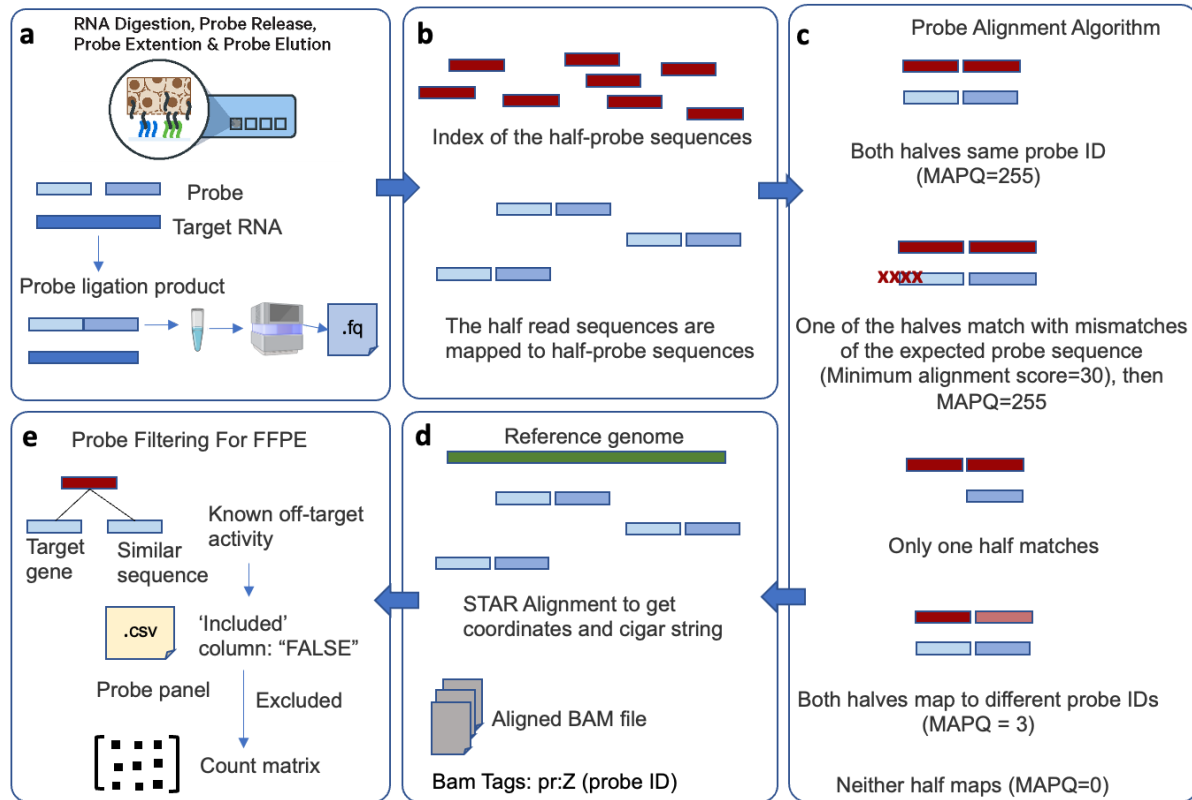 a
RNA Digestion, Probe Release,
Probe Extention & Probe Elution
Probe
Target RNA
Probe ligation product
.fq
b
Index of the half-probe sequences
The half read sequences are
mapped to half-probe sequences
c
Probe Alignment Algorithm
Both halves same probe ID
(MAPQ=255)
xxxx
One of the halves match with mismatches
of the expected probe sequence
(Minimum alignment score=30), then
MAPQ=255
Only one half matches
Both halves map to different probe IDs
(MAPQ = 3)
Neither half maps (MAPQ=0)
d
Reference genome
STAR Alignment to get
coordinates and cigar string
Aligned BAM file
Bam Tags: pr:Z (probe ID)
e
Probe Filtering For FFPE
Target
gene
Similar
sequence
Known off-target
activity
.csv
‘Included’
column: “FALSE”
Probe panel
Excluded
Count matrix